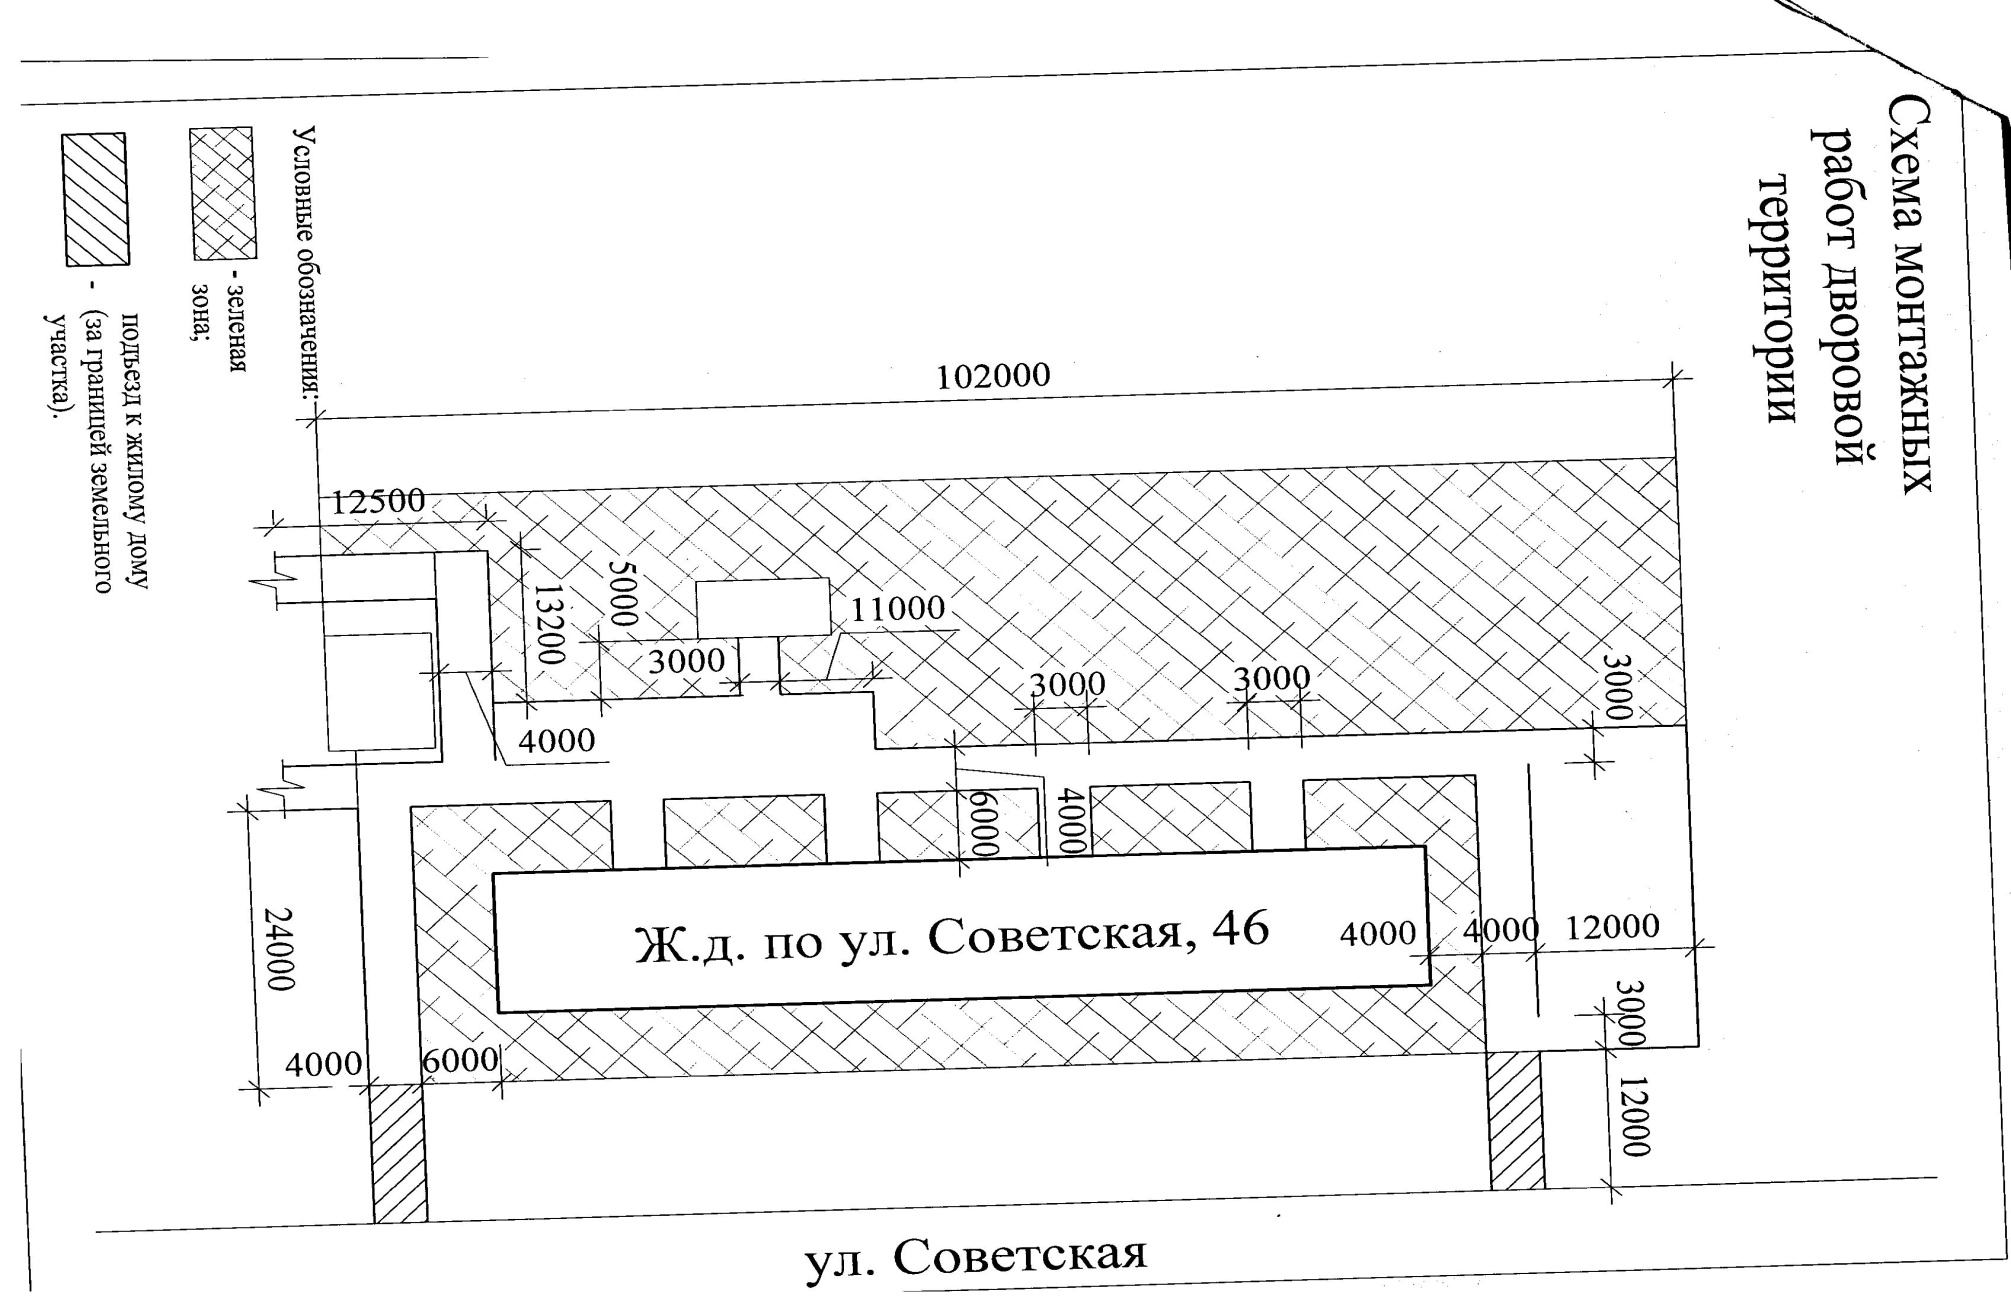 Схема монтажных
работ дворовой
территории
Условные обозначения:
- зеленая
зона;
подъезд к жилому дому
- (за границей земельного
участка).
102000
12500
13200
5000
11000
3000
3000
3000
3000
4000
6000
4000
Ж.д. по ул. Советская, 46
4000
4000
12000
24000
3000
4000
6000
12000
ул. Советская